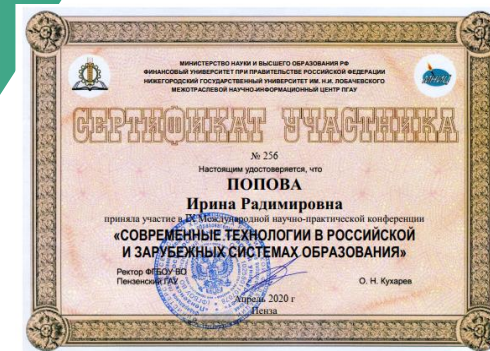 МИНИСТЕРСТВО НАУКИ И ВЫСШЕГО ОБРАЗОВАНИЯ РФ
ФИНАНСОВЫЙ УНИВЕРСИТЕТ ПРИ ПРАВИТЕЛЬСТВЕ РОССИЙСКОЙ ФЕДЕРАЦИИ
НИЖЕГОРОДСКИЙ ГОСУДАРСТВЕННЫЙ УНИВЕРСИТЕТ ИМ. Н.И. ЛОБАЧЕВСКОГО
МЕЖОТРАСЛЕВОЙ НАУЧНО-ИНФОРМАЦИОННЫЙ ЦЕНТР ПГАУ
СЕРТИФИКАТ УЧАСТНИКА
№ 256
Настоящим удостоверяется, что
ПОПОВА
Ирина Радимировна
приняла участие в IX Международной научно-практической конференции
«СОВРЕМЕННЫЕ ТЕХНОЛОГИИ В РОССИЙСКОЙ
И ЗАРУБЕЖНЫХ СИСТЕМАХ ОБРАЗОВАНИЯ»
Ректор ФГБОУ ВО
Пензенский ГАУ
О. Н. Кухарев
Апрель 2020 г
Пенза